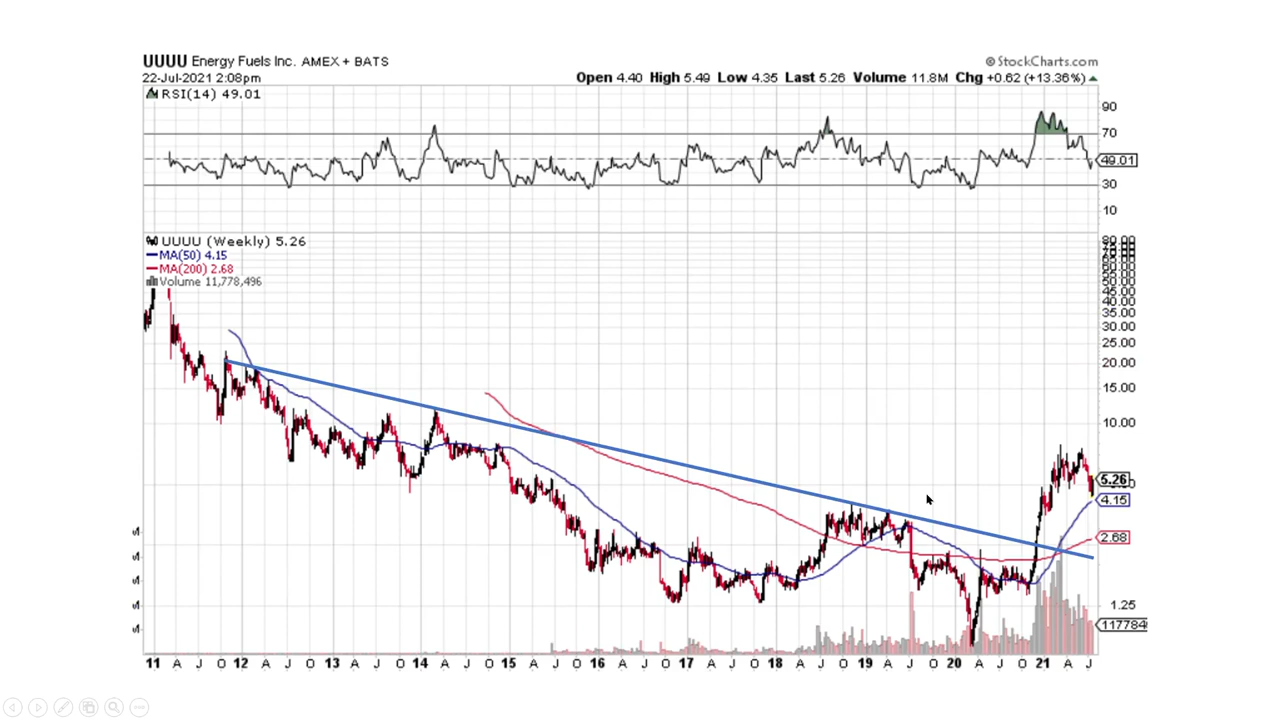 UUUU Energy Fuels Inc. AMEX + BATS
© StockCharts.com
22-Jul-2021 2:08pm
Open 4.40 High 5.49 Low 4.35 Last 5.26 Volume 11.8M Chg +0.62 (+13.36%)
RSI(14) 49.01
90
70
49.01
30
10
UUUU (Weekly) 5.26
MA(50) 4.15
MA(200) 2.68
Volume 11,778,496
80.00
45.00
40.00
35.00
30.00
25.00
20.00
15.00
10.00
5.26
4.15
2.68
1.25
117784
M
M
M
M
11 A J O 12 A J O 13 A J O 14 A J O 15 A J O 16 A J O 17 A J O 18 A J O 19 A J O 20 A J O 21 A J